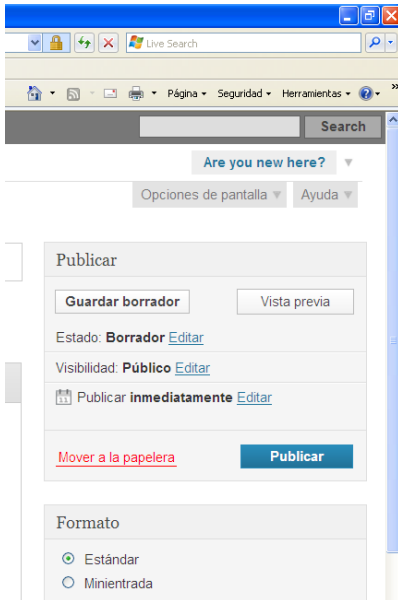 Live Search
Página Seguridad Herramientas »
Search
Are you new here?
Opciones de pantalla Ayuda
Publicar
Guardar borrador Vista previa
Estado: Borrador Editar
Visibilidad: Público Editar
11 Publicar inmediatamente Editar
Mover a la papelera Publicar
Formato
Estándar
Minientrada